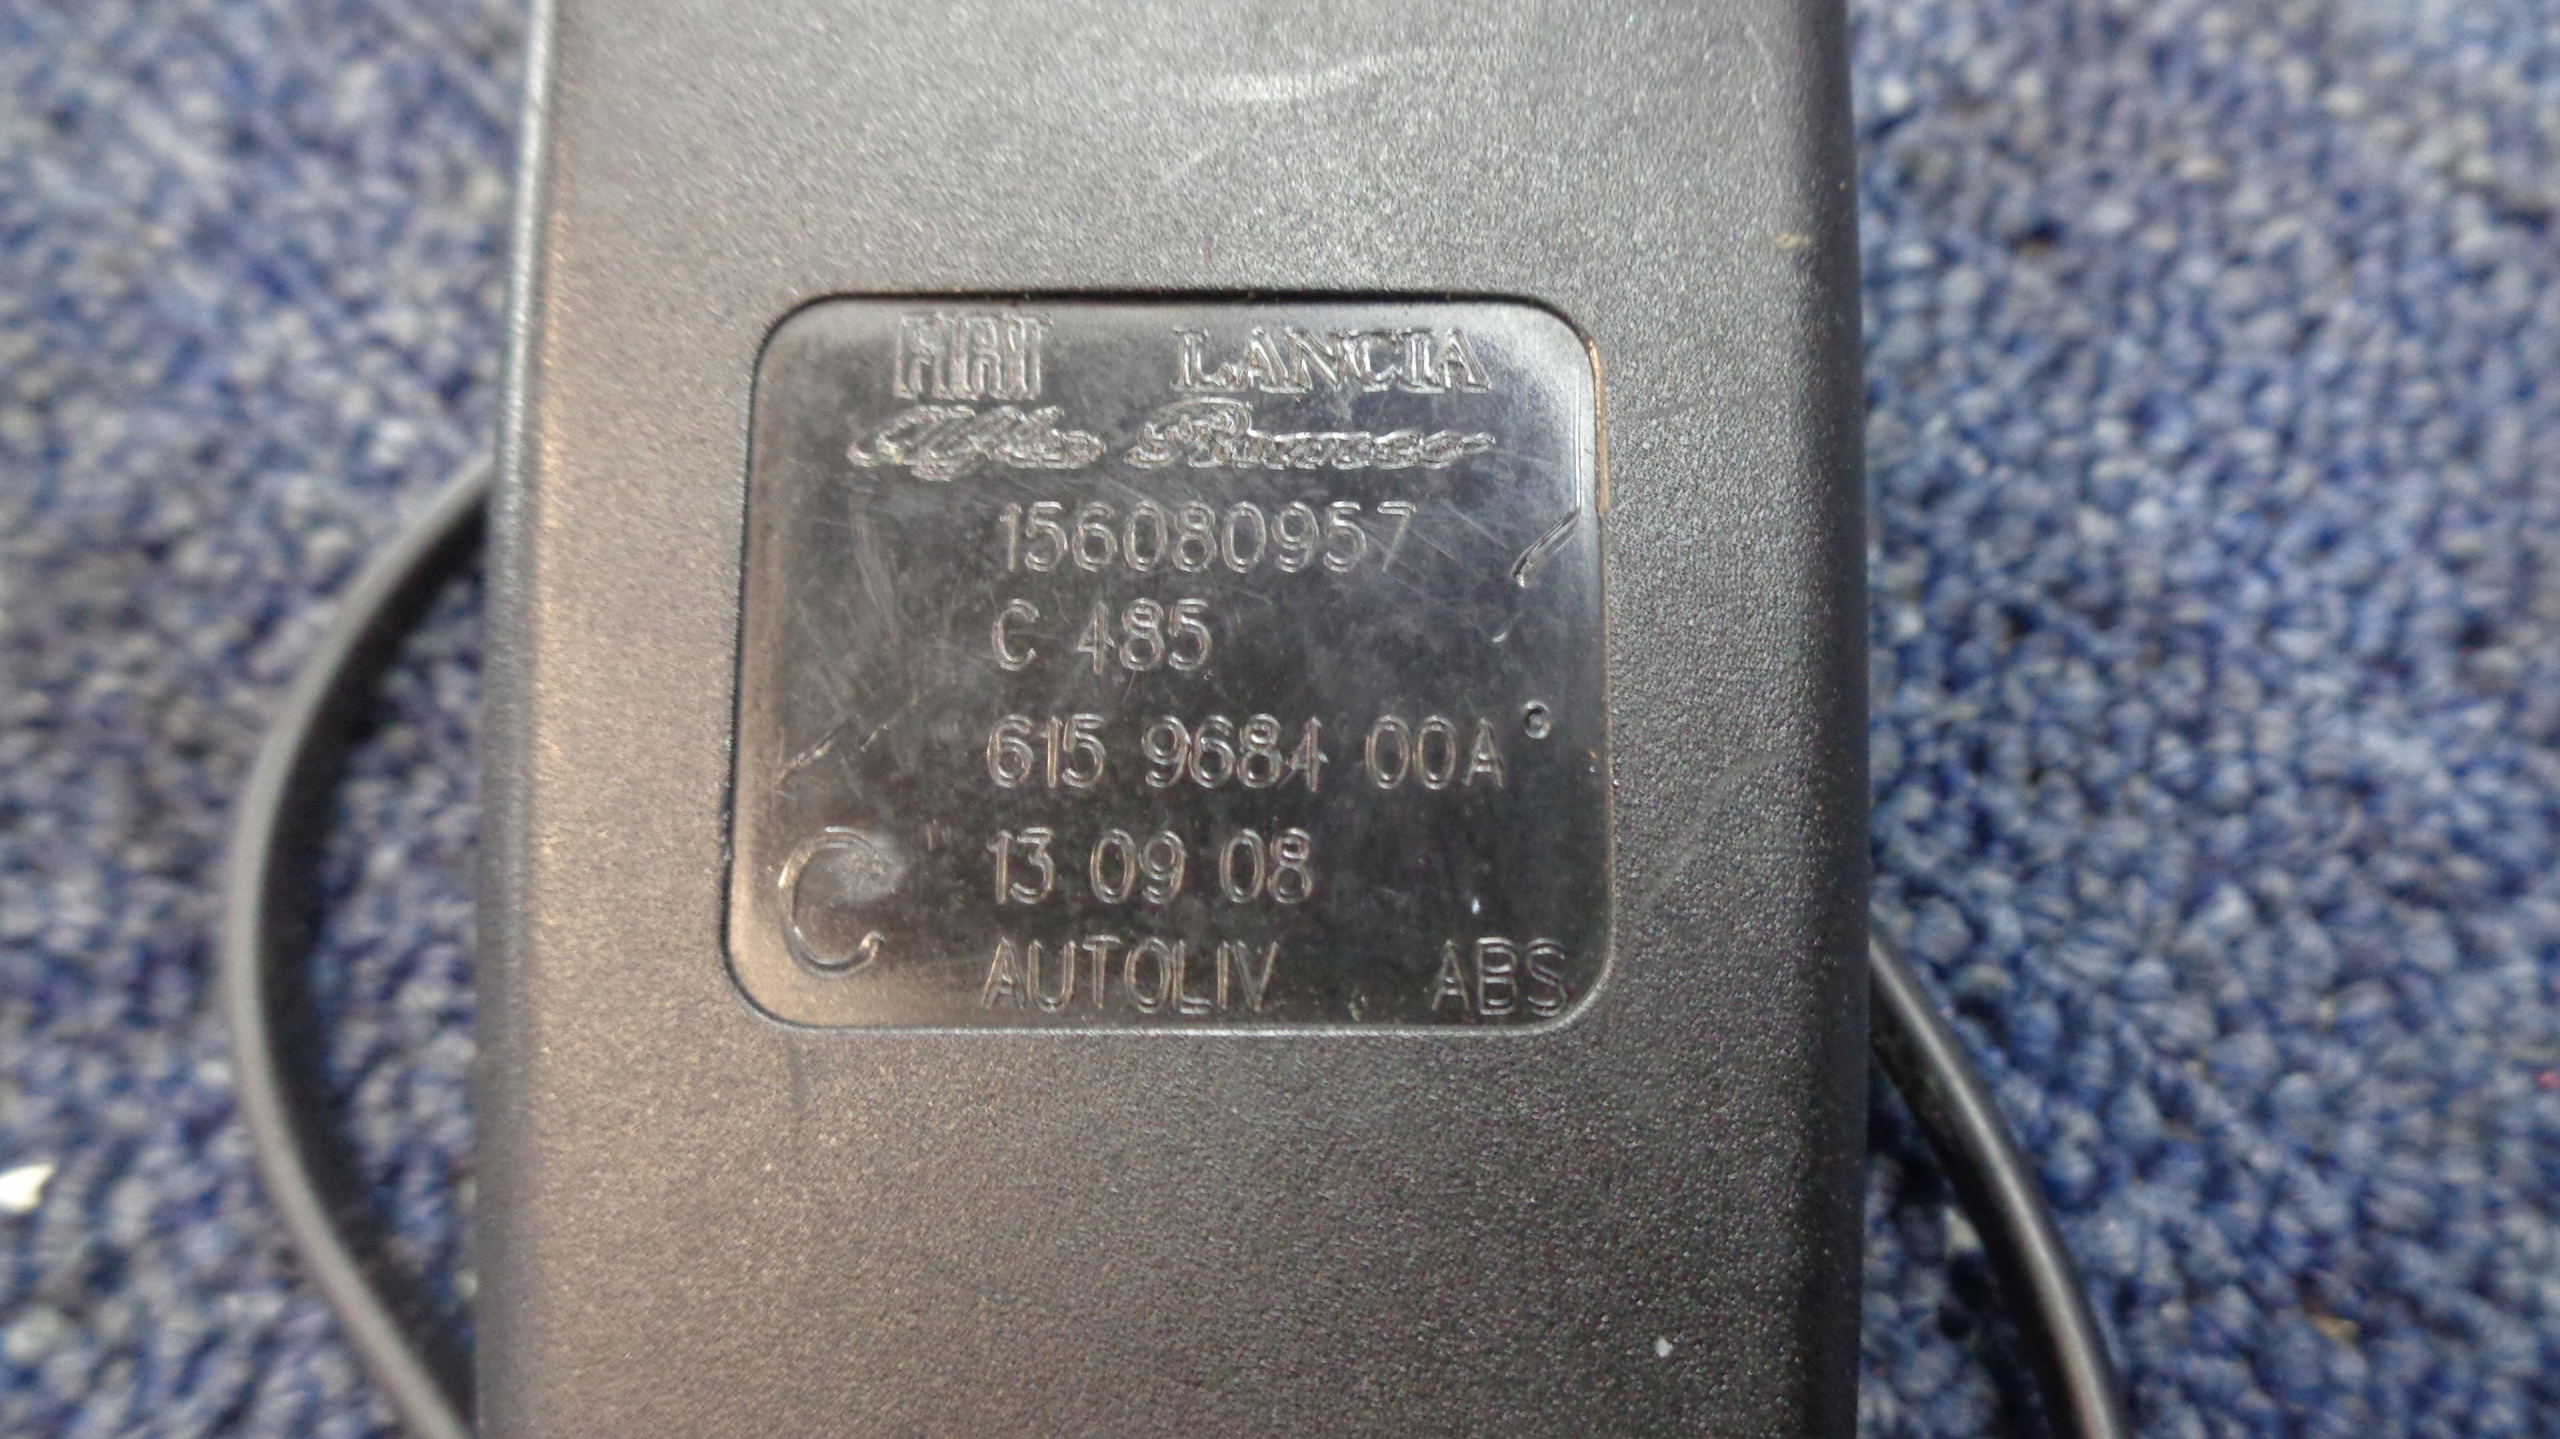 FIAT LANCIA
Alfa Romeo
156080957
C 485
615 9684 00A
13 09 08
C
AUTOLIV ABS